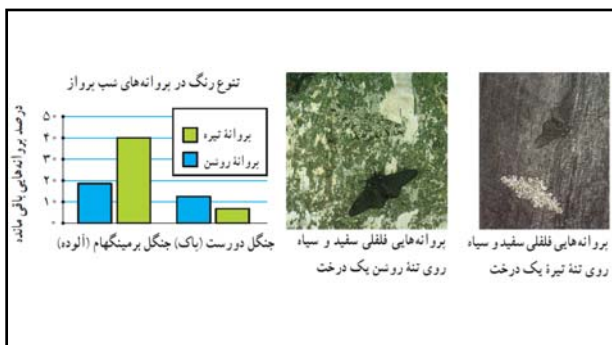 تنوع رنگ در پروانه‌های شب پرواز
درصد پروانه‌هایی باقی مانده
۵۰
۴۰
۳۰
۲۰
۱۰
۰
پروانهٔ تیره
پروانهٔ روشن
جنگل دورست (پاک) جنگل برمینگهام (آلوده)
پروانه‌هایی فلفلی سفید و سیاه
روی تنهٔ روشن یک درخت
پروانه‌هایی فلفلی سفید و سیاه
روی تنهٔ تیرهٔ یک درخت